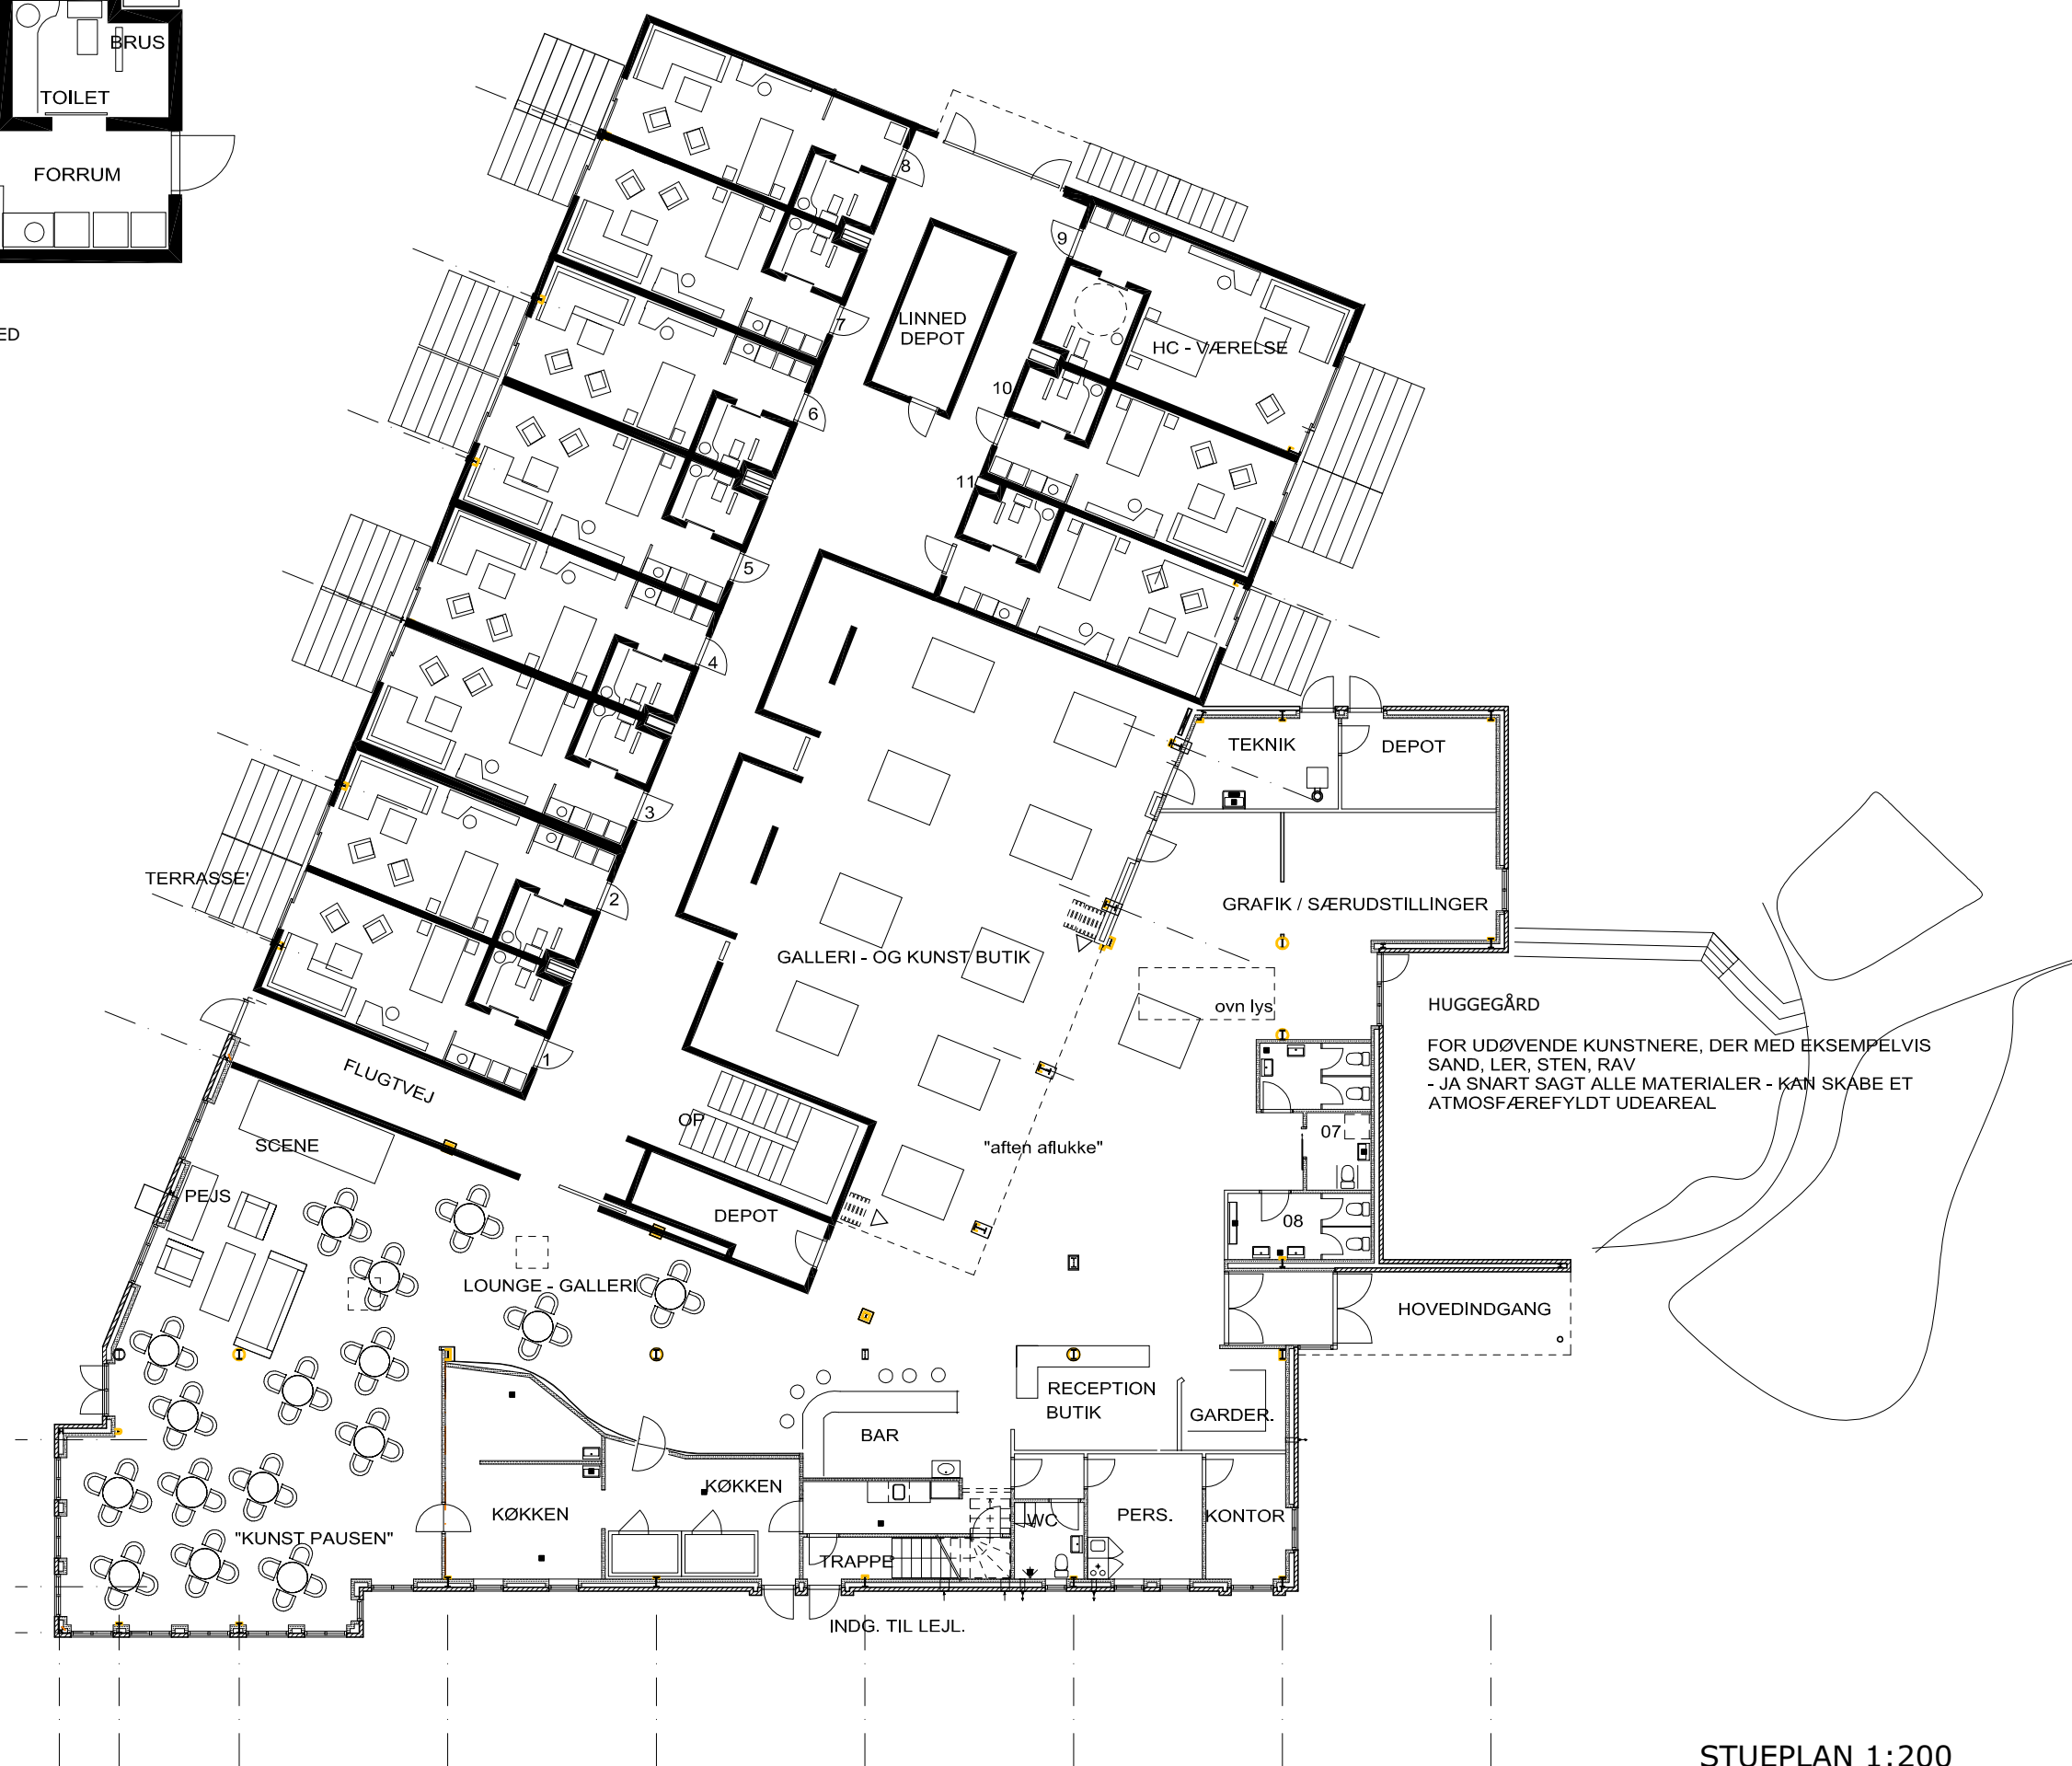 BRUS
TOILET
FORRUM
ED
8
9
7
LINNED
DEPOT
HC - VÆRELSE
10
6
11
5
4
TEKNIK
DEPOT
3
TERRASSE'
2
GRAFIK / SÆRUDSTILLINGER
GALLERI - OG KUNST BUTIK
ovn lys
HUGGEGÅRD
FOR UDØVENDE KUNSTNERE, DER MED EKSEMPELVIS
SAND, LER, STEN, RAV
- JA SNART SAGT ALLE MATERIALER - KAN SKABE ET
ATMOSFÆREFYLDT UDEAREAL
1
FLUGTVEJ
OP
SCENE
"aften aflukke"
07
PEJS
DEPOT
08
LOUNGE - GALLERI
HOVEDINDGANG
RECEPTION
BUTIK
GARDER.
BAR
KØKKEN
KØKKEN
WC
PERS.
KONTOR
"KUNST PAUSEN"
TRAPPE
INDG. TIL LEJL.
STUEPLAN 1:200